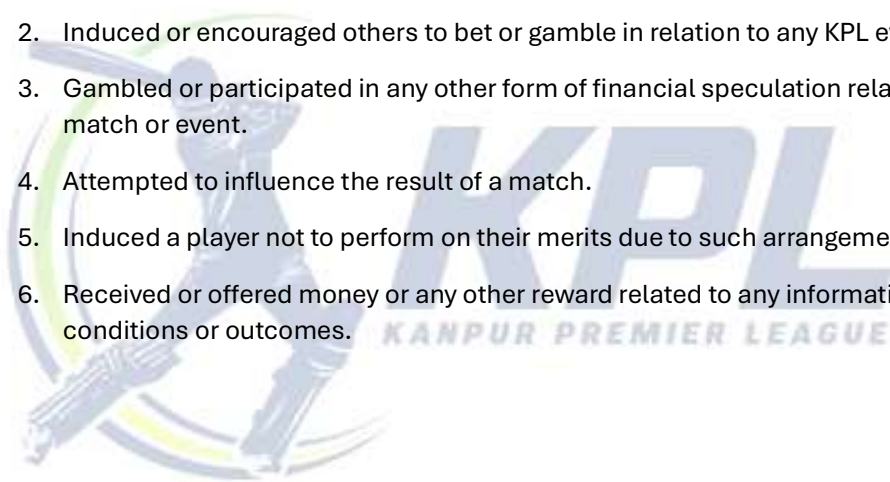 2. Induced or encouraged others to bet or gamble in relation to any KPL
3. Gambled or participated in any other form of financial speculation
match or event.
4. Attempted to influence the result of a match.
5. Induced a player not to perform on their merits due to such
6. Received or offered money or any other reward related to any
conditions or outcomes.
KPL
KANPUR PREMIER LEAGUE